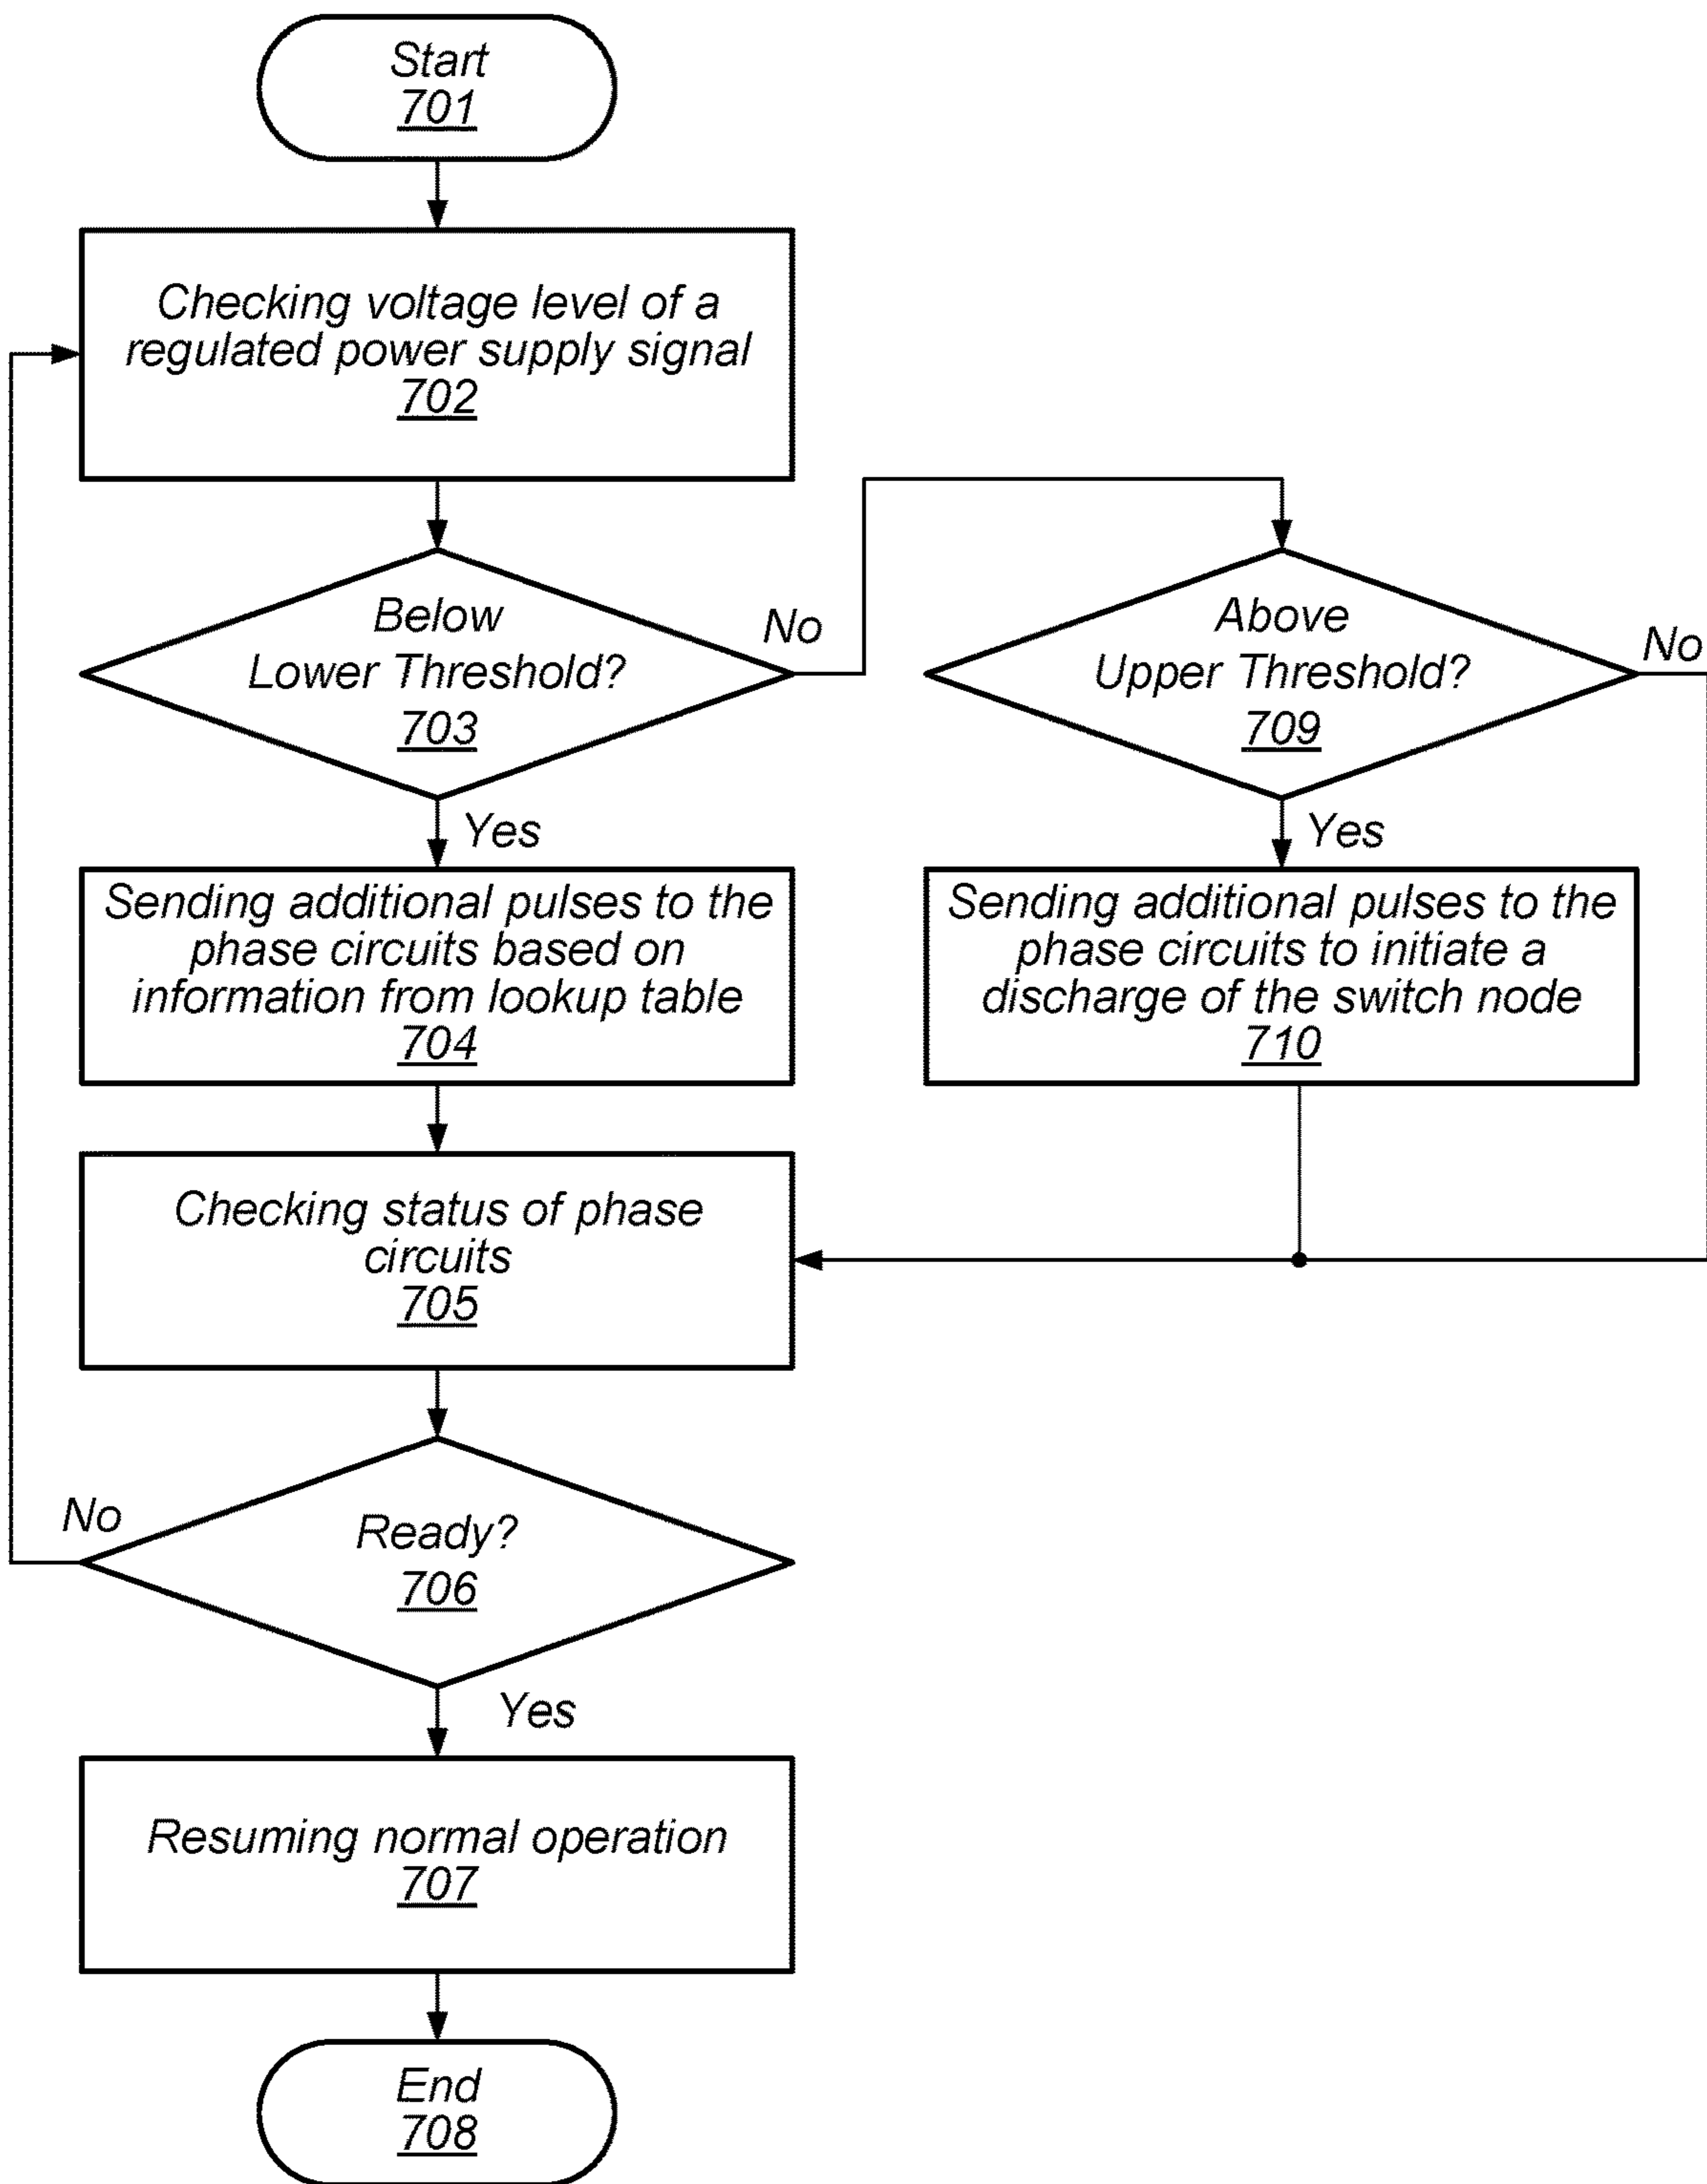 Start
701
Checking voltage level of a
regulated power supply signal
702
Below
Lower Threshold?
703
No
Yes
Above
Upper Threshold?
709
No
Yes
Sending additional pulses to the
phase circuits based on
information from lookup table
704
Sending additional pulses to the
phase circuits to initiate a
discharge of the switch node
710
Checking status of phase
circuits
705
Ready?
706
No
Yes
Resuming normal operation
707
End
708